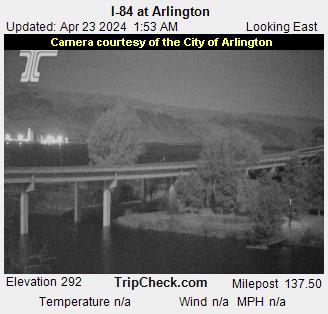 I-84 at Arlington
Updated: Apr 23 2024 1:53 AM Looking East
Camera courtesy of the City of Arlington
Elevation 292 TripCheck.com Milepost 137.50
Temperature n/a Wind n/a MPH n/a